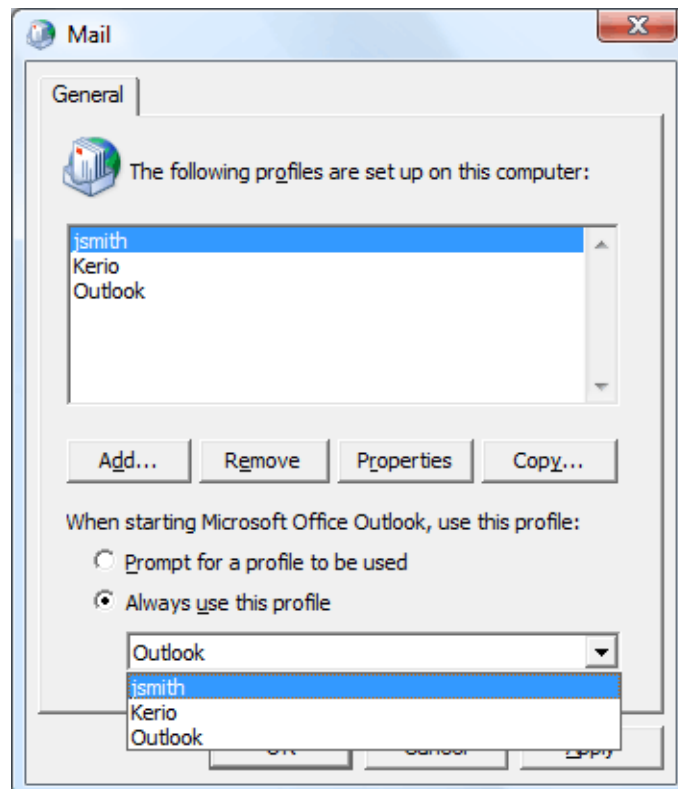 Mail
General
The following profiles are set up on this computer:
jsmith
Kerio
Outlook
Add... Remove Properties Copy...
When starting Microsoft Office Outlook, use this profile:
Prompt for a profile to be used
Always use this profile
Outlook
jsmith
Kerio
Outlook